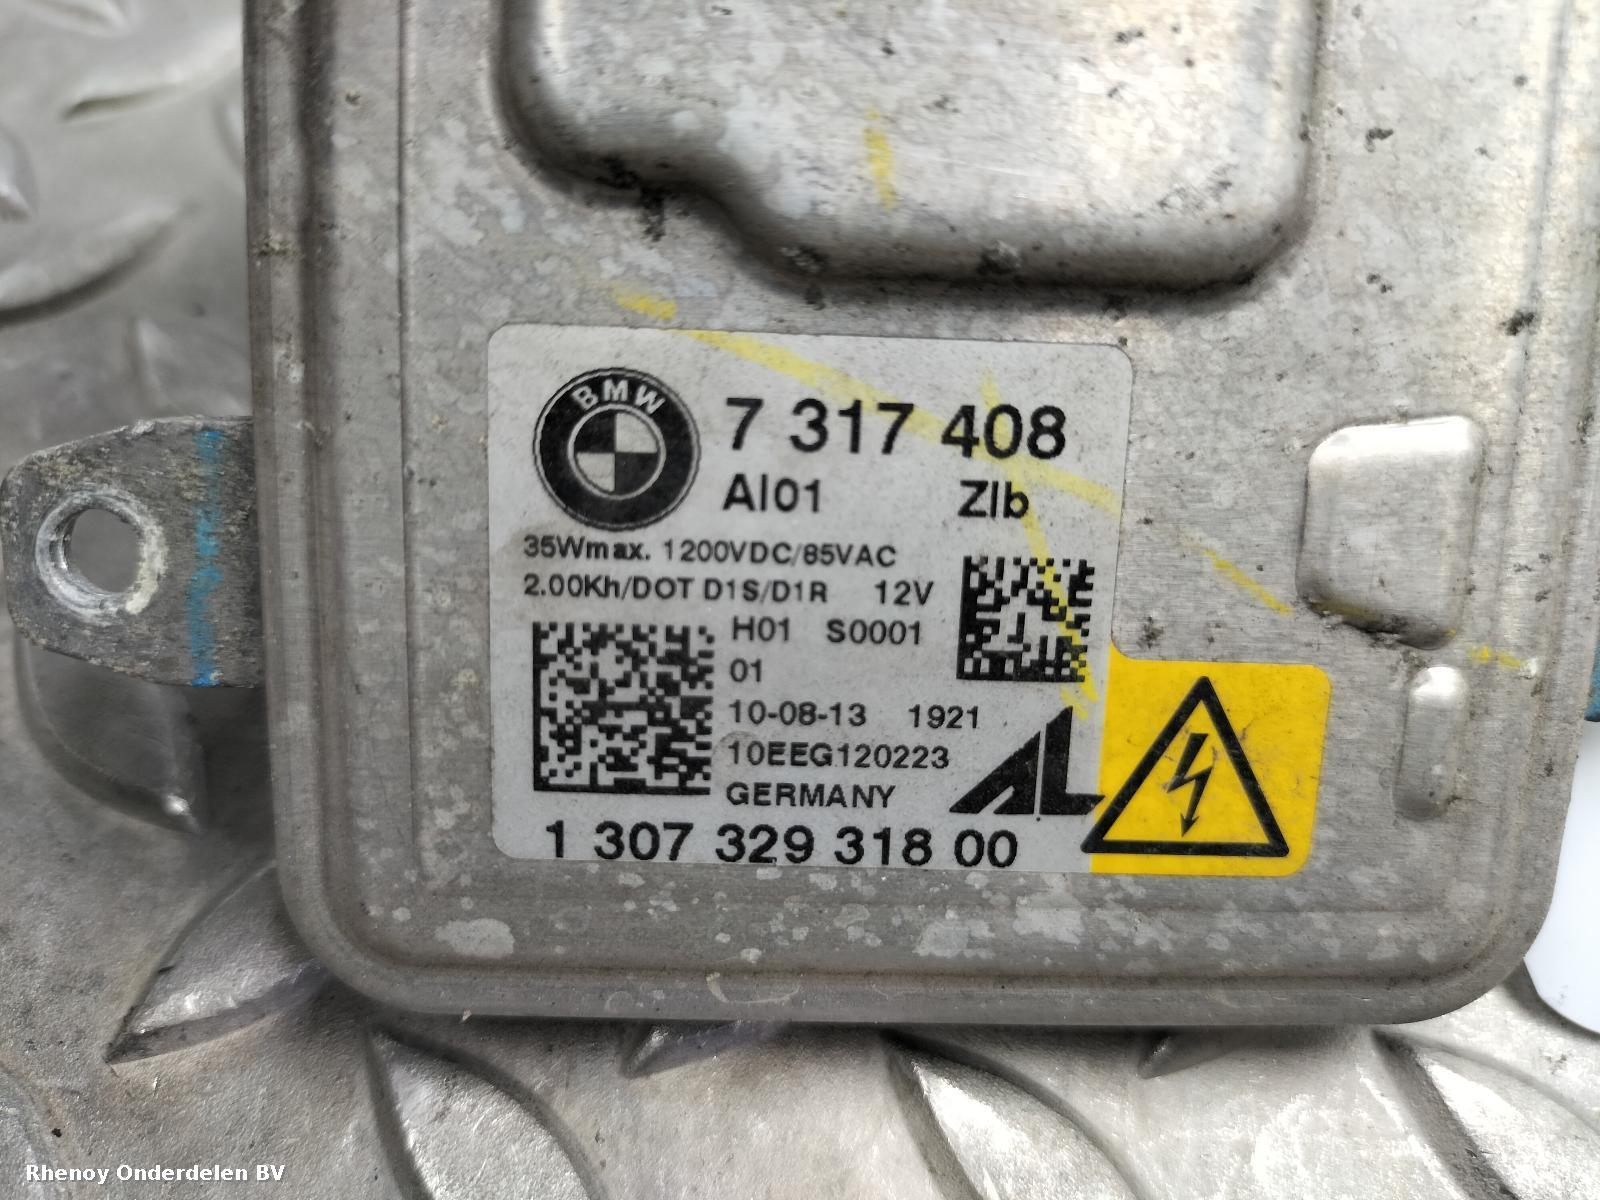 BMW
7 317 408
AI01 ZIb
35Wmax. 1200VDC/85VAC
2.00Kh/DOT D1S/D1R 12V
H01 S0001
01
10-08-13 1921
10EEG120223
GERMANY
AL
1 307 329 318 00
Rhenoy Onderdelen BV